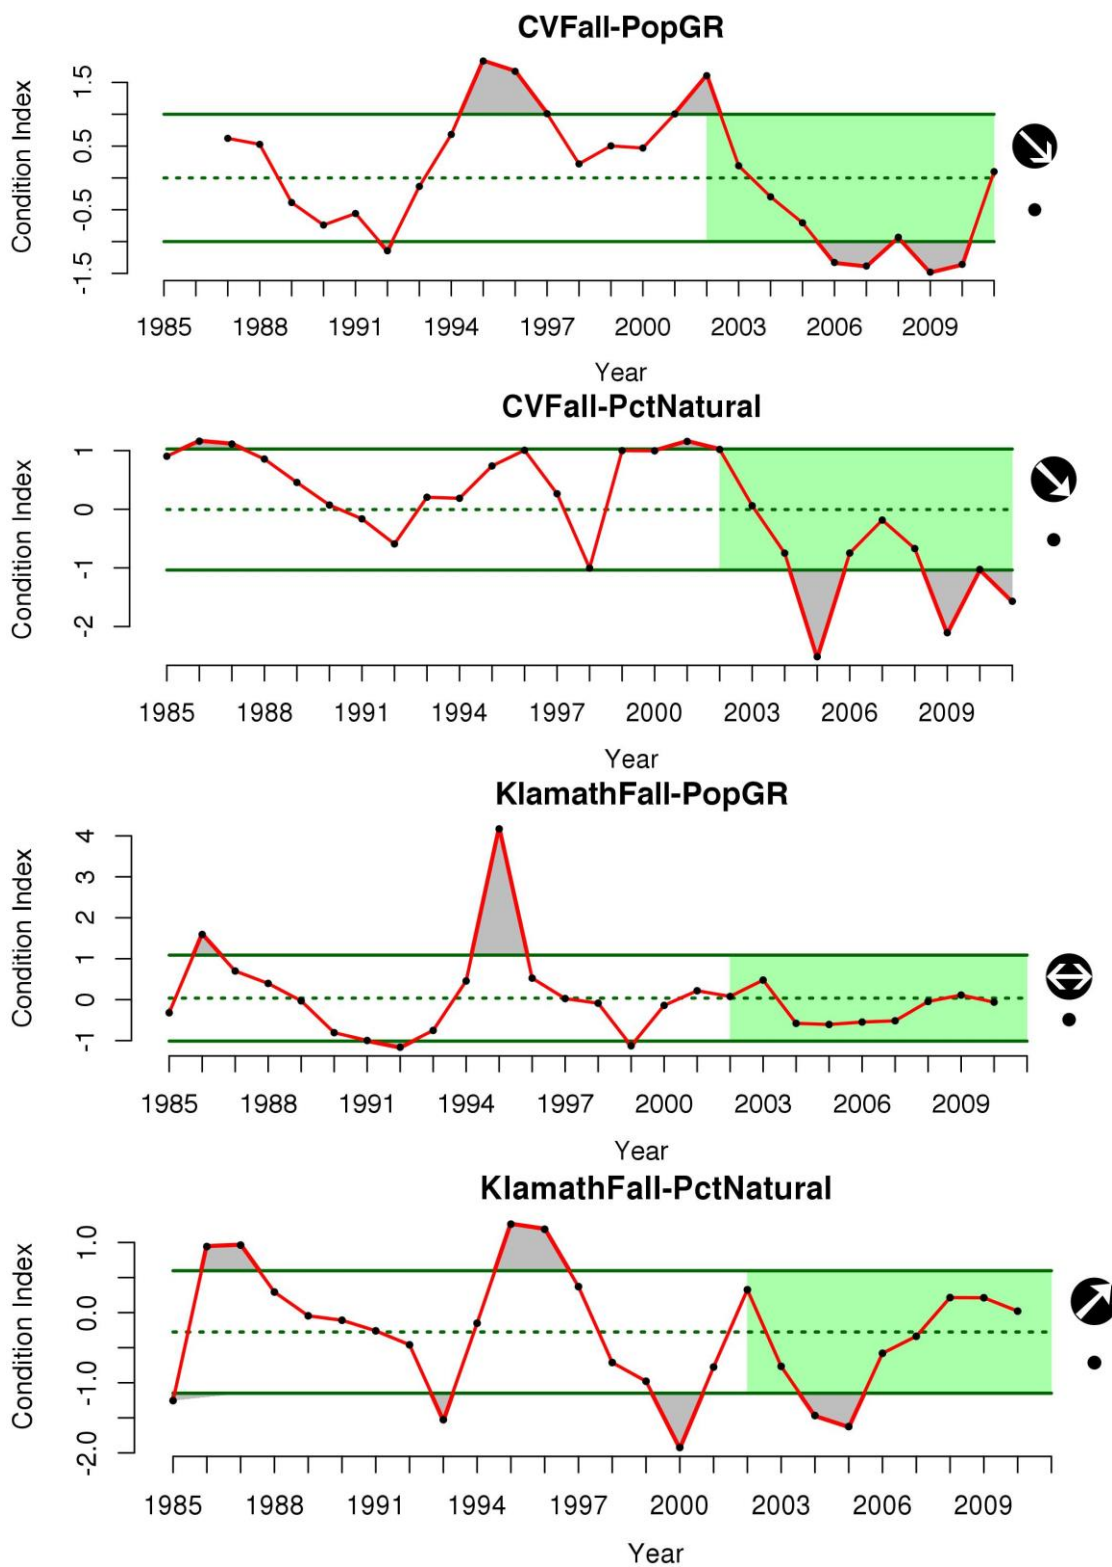 CVFall-PopGR
Condition Index
1.5
0.5
-0.5
-1.5
1985 1988 1991 1994 1997 2000 2003 2006 2009
Year
CVFall-PctNatural
Condition Index
1
0
-1
-2
1985 1988 1991 1994 1997 2000 2003 2006 2009
Year
KlamathFall-PopGR
Condition Index
4
3
2
1
0
-1
1985 1988 1991 1994 1997 2000 2003 2006 2009
Year
KlamathFall-PctNatural
Condition Index
1.0
0.0
-1.0
-2.0
1985 1988 1991 1994 1997 2000 2003 2006 2009
Year